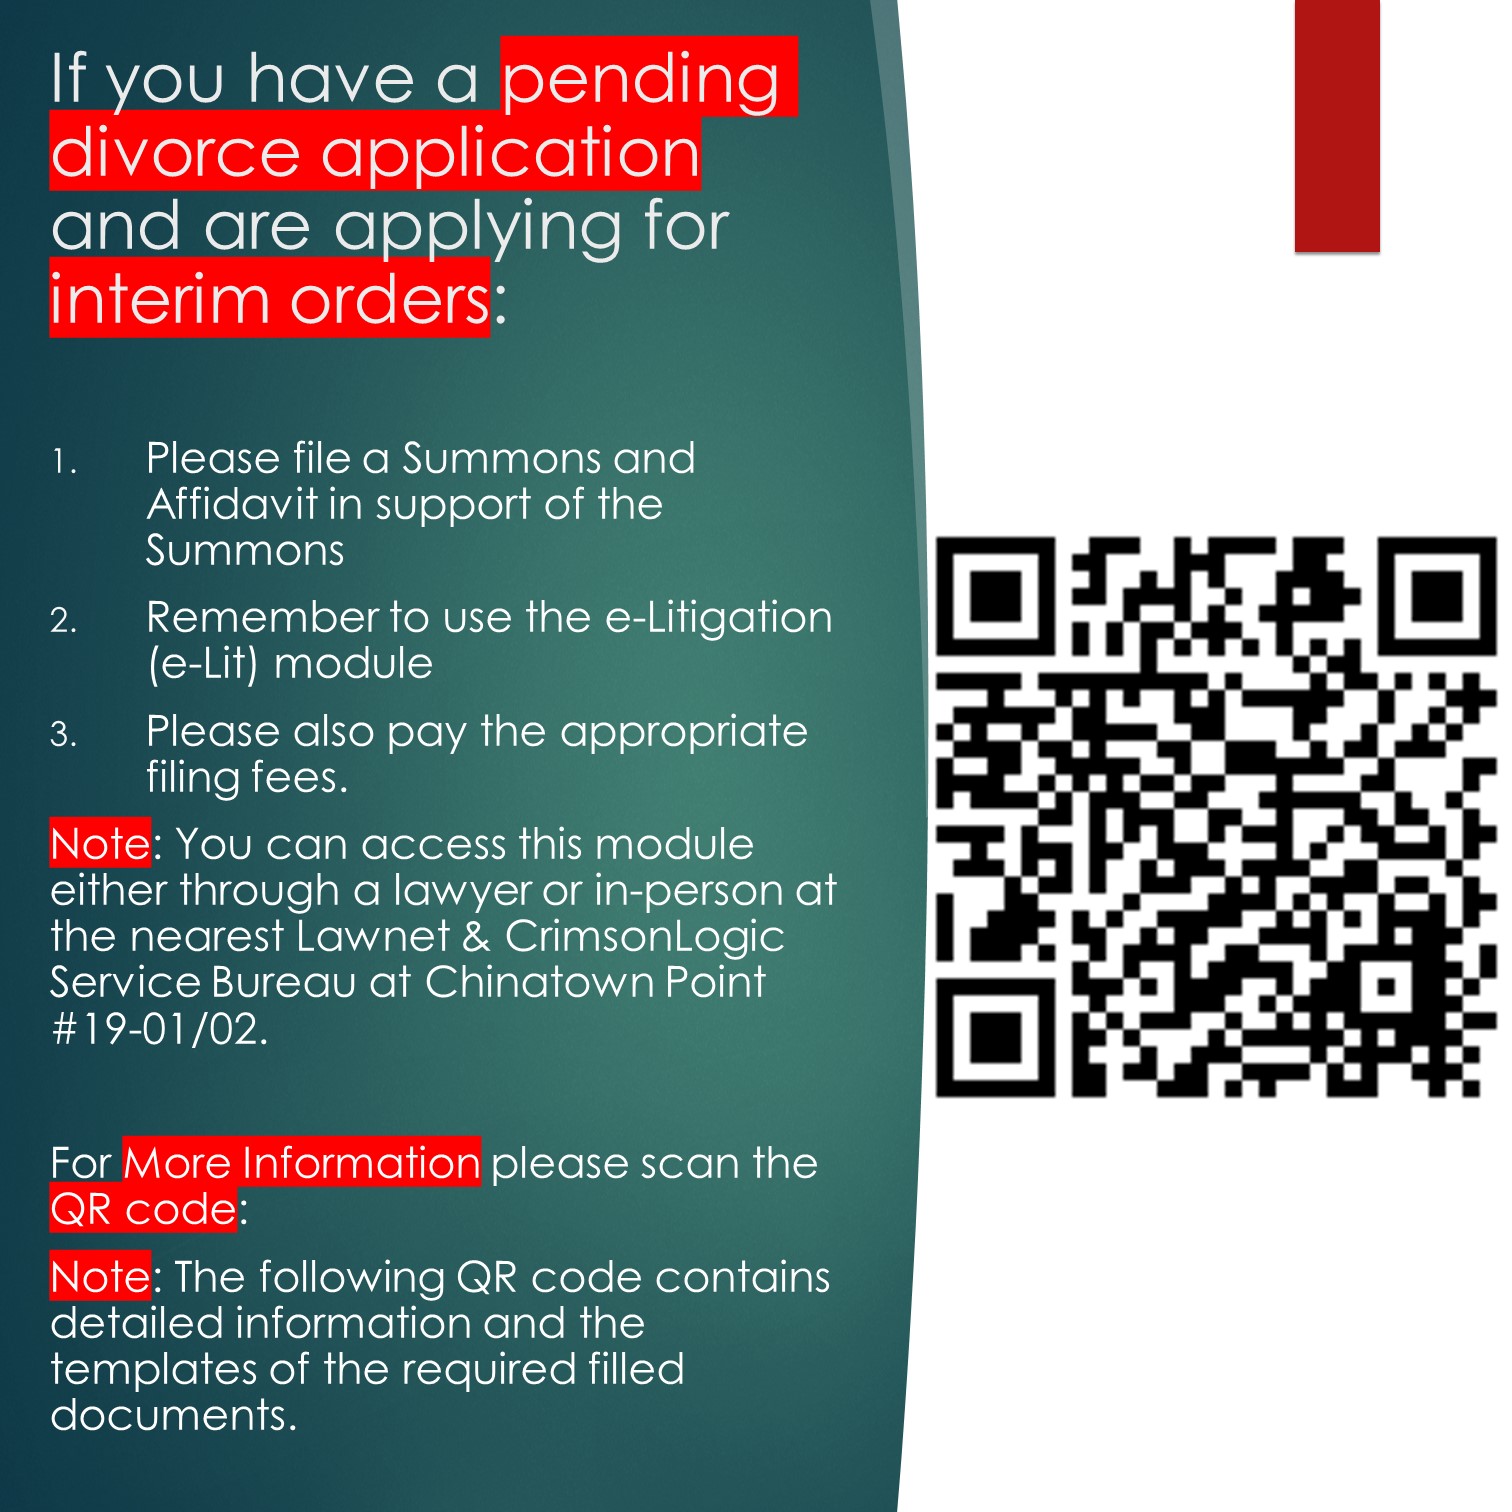 If you have a pending
divorce application
and are applying for
interim orders:
1. Please file a Summons and
Affidavit in support of the
Summons
2. Remember to use the e-Litigation
(e-Lit) module
3. Please also pay the appropriate
filing fees.
Note: You can access this module
either through a lawyer or in-person at
the nearest Lawnet & CrimsonLogic
Service Bureau at Chinatown Point
#19-01/02.
For More Information please scan the
QR code:
Note: The following QR code contains
detailed information and the
templates of the required filled
documents.